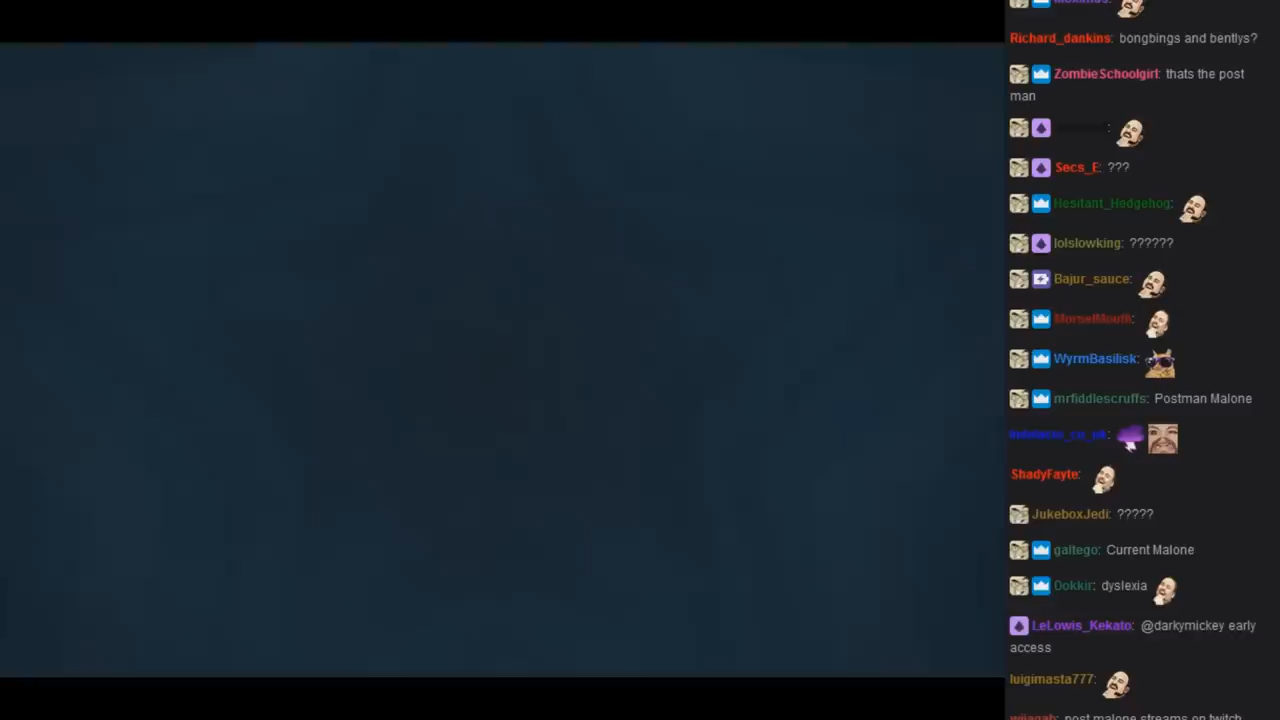 Richard_dankins: bongbings and bentlys?
ZombieSchoolgirl: thats the post
man
:
Secs_E: ???
Hesitant_Hedgehog:
lolslowking: ??????
Bajur_sauce:
MorselMouth:
WyrmBasilisk:
mrfiddlescruffs: Postman Malone
ShadyFayte:
JukeboxJedi: ?????
galtego: Current Malone
Dokkir: dyslexia
LeLowis_Kekato: @darkymickey early
access
luigimasta777:
post malone streams on twitch